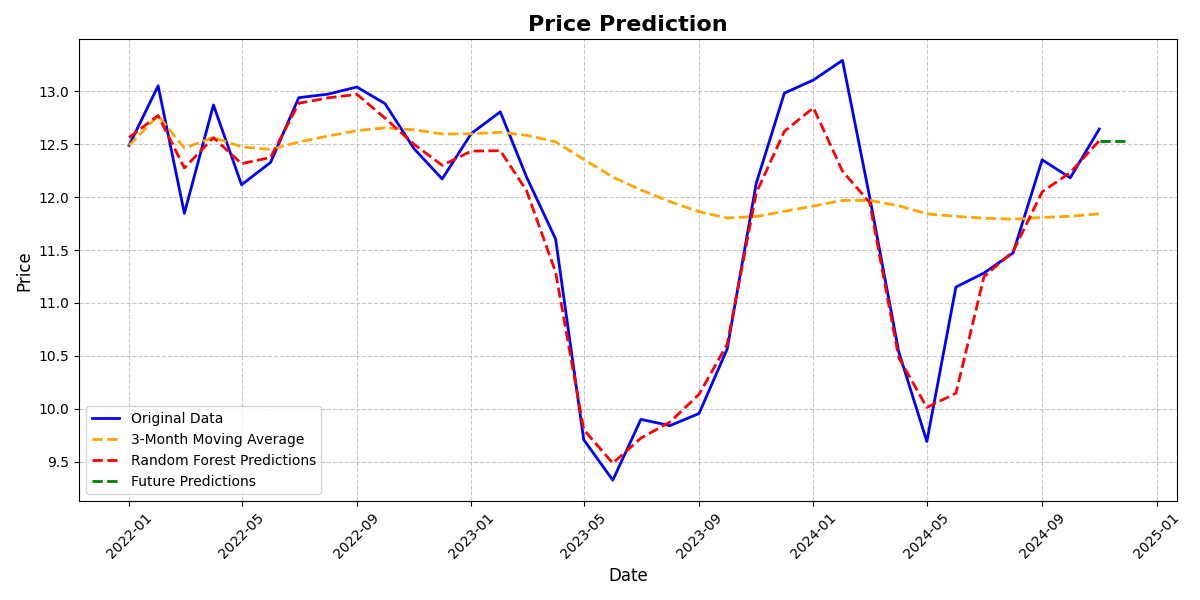 Price Prediction
Price
13.0
12.5
12.0
11.5
11.0
10.5
10.0
9.5
Original Data
3-Month Moving Average
Random Forest Predictions
Future Predictions
2022-01
2022-05
2022-09
2023-01
2023-05
2023-09
2024-01
2024-05
2024-09
2025-01
Date